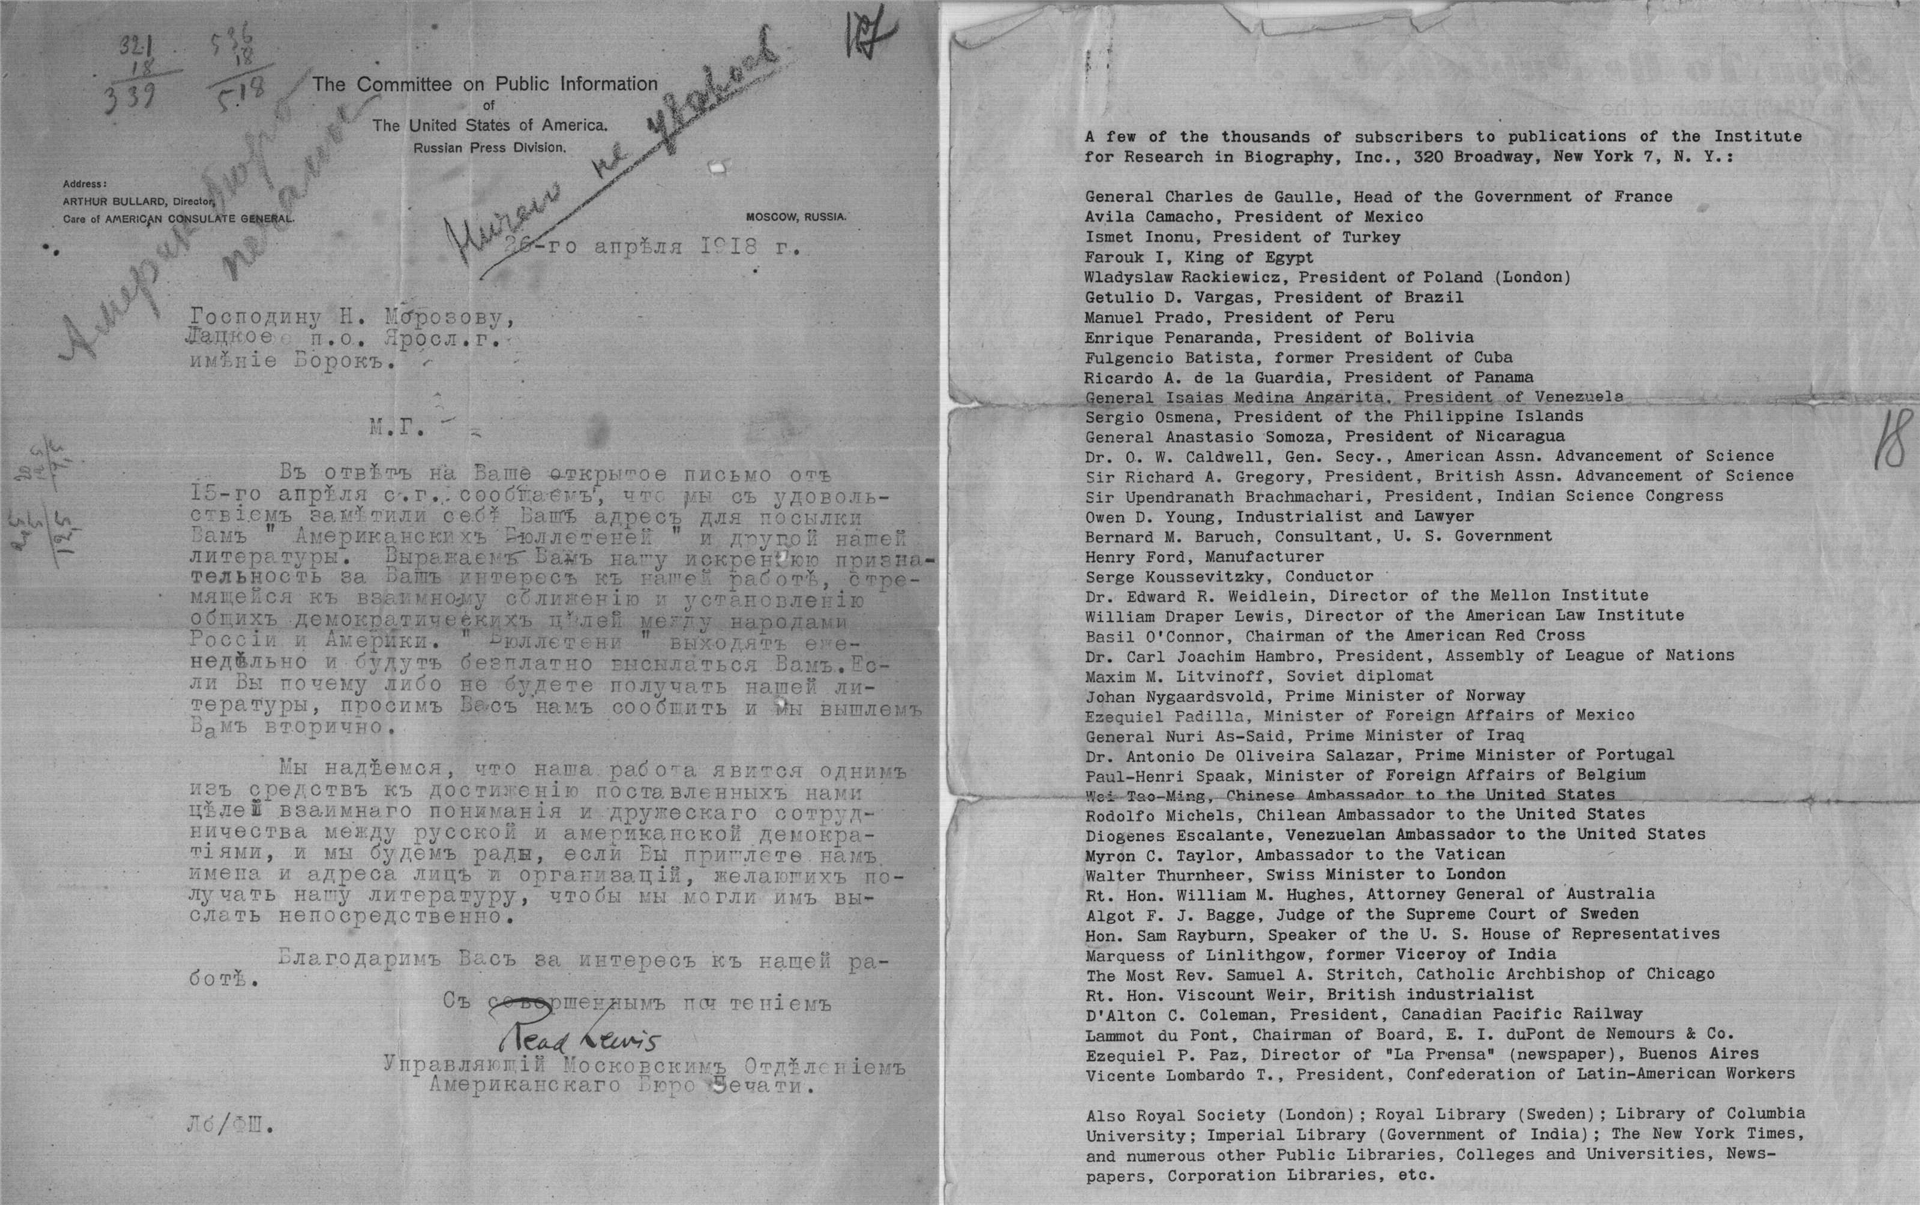 321
18
339
536
18
518
17
The Committee on Public Information
of
The United States of America.
Russian Press Division.
Америк. бюро
печати
Ничего не
Address:
ARTHUR BULLARD, Director,
Care of AMERICAN CONSULATE GENERAL.
MOSCOW, RUSSIA.
26-го апрѣля 1918 г.
Господину Н. Морозову,
Лацкое п.о. Яросл.г.
имѣніе Борокъ.
М.Г.
Въ отвѣтъ на Ваше открытое письмо отъ
15-го апрѣля с.г. сообщаемъ, что мы съ удоволь-
ствіемъ замѣтили себѣ Вашъ адресъ для посылки
Вамъ " Американскихъ Бюллетеней " и другой нашей
литературы. Выражаемъ Вамъ нашу искреннюю призна-
тельность за Вашъ интересъ къ нашей работѣ, стре-
мящейся къ взаимному сближенію и установленію
общихъ демократическихъ цѣлей между народами
Россіи и Америки. " Бюллетени " выходятъ еже-
недѣльно и будутъ безплатно высылаться Вамъ.Ес-
ли Вы почему либо не будете получать нашей ли-
тературы, просимъ Васъ намъ сообщить и мы вышлемъ
Вамъ вторично.
Мы надѣемся, что наша работа явится однимъ
изъ средствъ къ достиженію поставленныхъ нами
цѣлей взаимнаго пониманія и дружескаго сотруд-
ничества между русской и американской демокра-
тіями, и мы будемъ рады, если Вы пришлете намъ
имена и адреса лицъ и организацій, желающихъ по-
лучать нашу литературу, чтобы мы могли имъ вы-
слать непосредственно.
Благодаримъ Васъ за интересъ къ нашей ра-
ботѣ.
Съ совершеннымъ почтеніемъ
Read Lewis
Управляющій Московскимъ Отдѣленіемъ
Американскаго Бюро Печати.
Лб/ФШ.
A few of the thousands of subscribers to publications of the Institute
for Research in Biography, Inc., 320 Broadway, New York 7, N. Y.:
General Charles de Gaulle, Head of the Government of France
Avila Camacho, President of Mexico
Ismet Inonu, President of Turkey
Farouk I, King of Egypt
Wladyslaw Rackiewicz, President of Poland (London)
Getulio D. Vargas, President of Brazil
Manuel Prado, President of Peru
Enrique Penaranda, President of Bolivia
Fulgencio Batista, former President of Cuba
Ricardo A. de la Guardia, President of Panama
General Isaias Medina Angarita, President of Venezuela
Sergio Osmena, President of the Philippine Islands
General Anastasio Somoza, President of Nicaragua
Dr. O. W. Caldwell, Gen. Secy., American Assn. Advancement of Science
Sir Richard A. Gregory, President, British Assn. Advancement of Science
Sir Upendranath Brachmachari, President, Indian Science Congress
Owen D. Young, Industrialist and Lawyer
Bernard M. Baruch, Consultant, U. S. Government
Henry Ford, Manufacturer
Serge Koussevitzky, Conductor
Dr. Edward R. Weidlein, Director of the Mellon Institute
William Draper Lewis, Director of the American Law Institute
Basil O'Connor, Chairman of the American Red Cross
Dr. Carl Joachim Hambro, President, Assembly of League of Nations
Maxim M. Litvinoff, Soviet diplomat
Johan Nygaardsvold, Prime Minister of Norway
Ezequiel Padilla, Minister of Foreign Affairs of Mexico
General Nuri As-Said, Prime Minister of Iraq
Dr. Antonio De Oliveira Salazar, Prime Minister of Portugal
Paul-Henri Spaak, Minister of Foreign Affairs of Belgium
Wei Tao-Ming, Chinese Ambassador to the United States
Rodolfo Michels, Chilean Ambassador to the United States
Diogenes Escalante, Venezuelan Ambassador to the United States
Myron C. Taylor, Ambassador to the Vatican
Walter Thurnheer, Swiss Minister to London
Rt. Hon. William M. Hughes, Attorney General of Australia
Algot F. J. Bagge, Judge of the Supreme Court of Sweden
Hon. Sam Rayburn, Speaker of the U. S. House of Representatives
Marquess of Linlithgow, former Viceroy of India
The Most Rev. Samuel A. Stritch, Catholic Archbishop of Chicago
Rt. Hon. Viscount Weir, British industrialist
D'Alton C. Coleman, President, Canadian Pacific Railway
Lammot du Pont, Chairman of Board, E. I. duPont de Nemours & Co.
Ezequiel P. Paz, Director of "La Prensa" (newspaper), Buenos Aires
Vicente Lombardo T., President, Confederation of Latin-American Workers
Also Royal Society (London); Royal Library (Sweden); Library of Columbia
University; Imperial Library (Government of India); The New York Times,
and numerous other Public Libraries, Colleges and Universities, News-
papers, Corporation Libraries, etc.
18